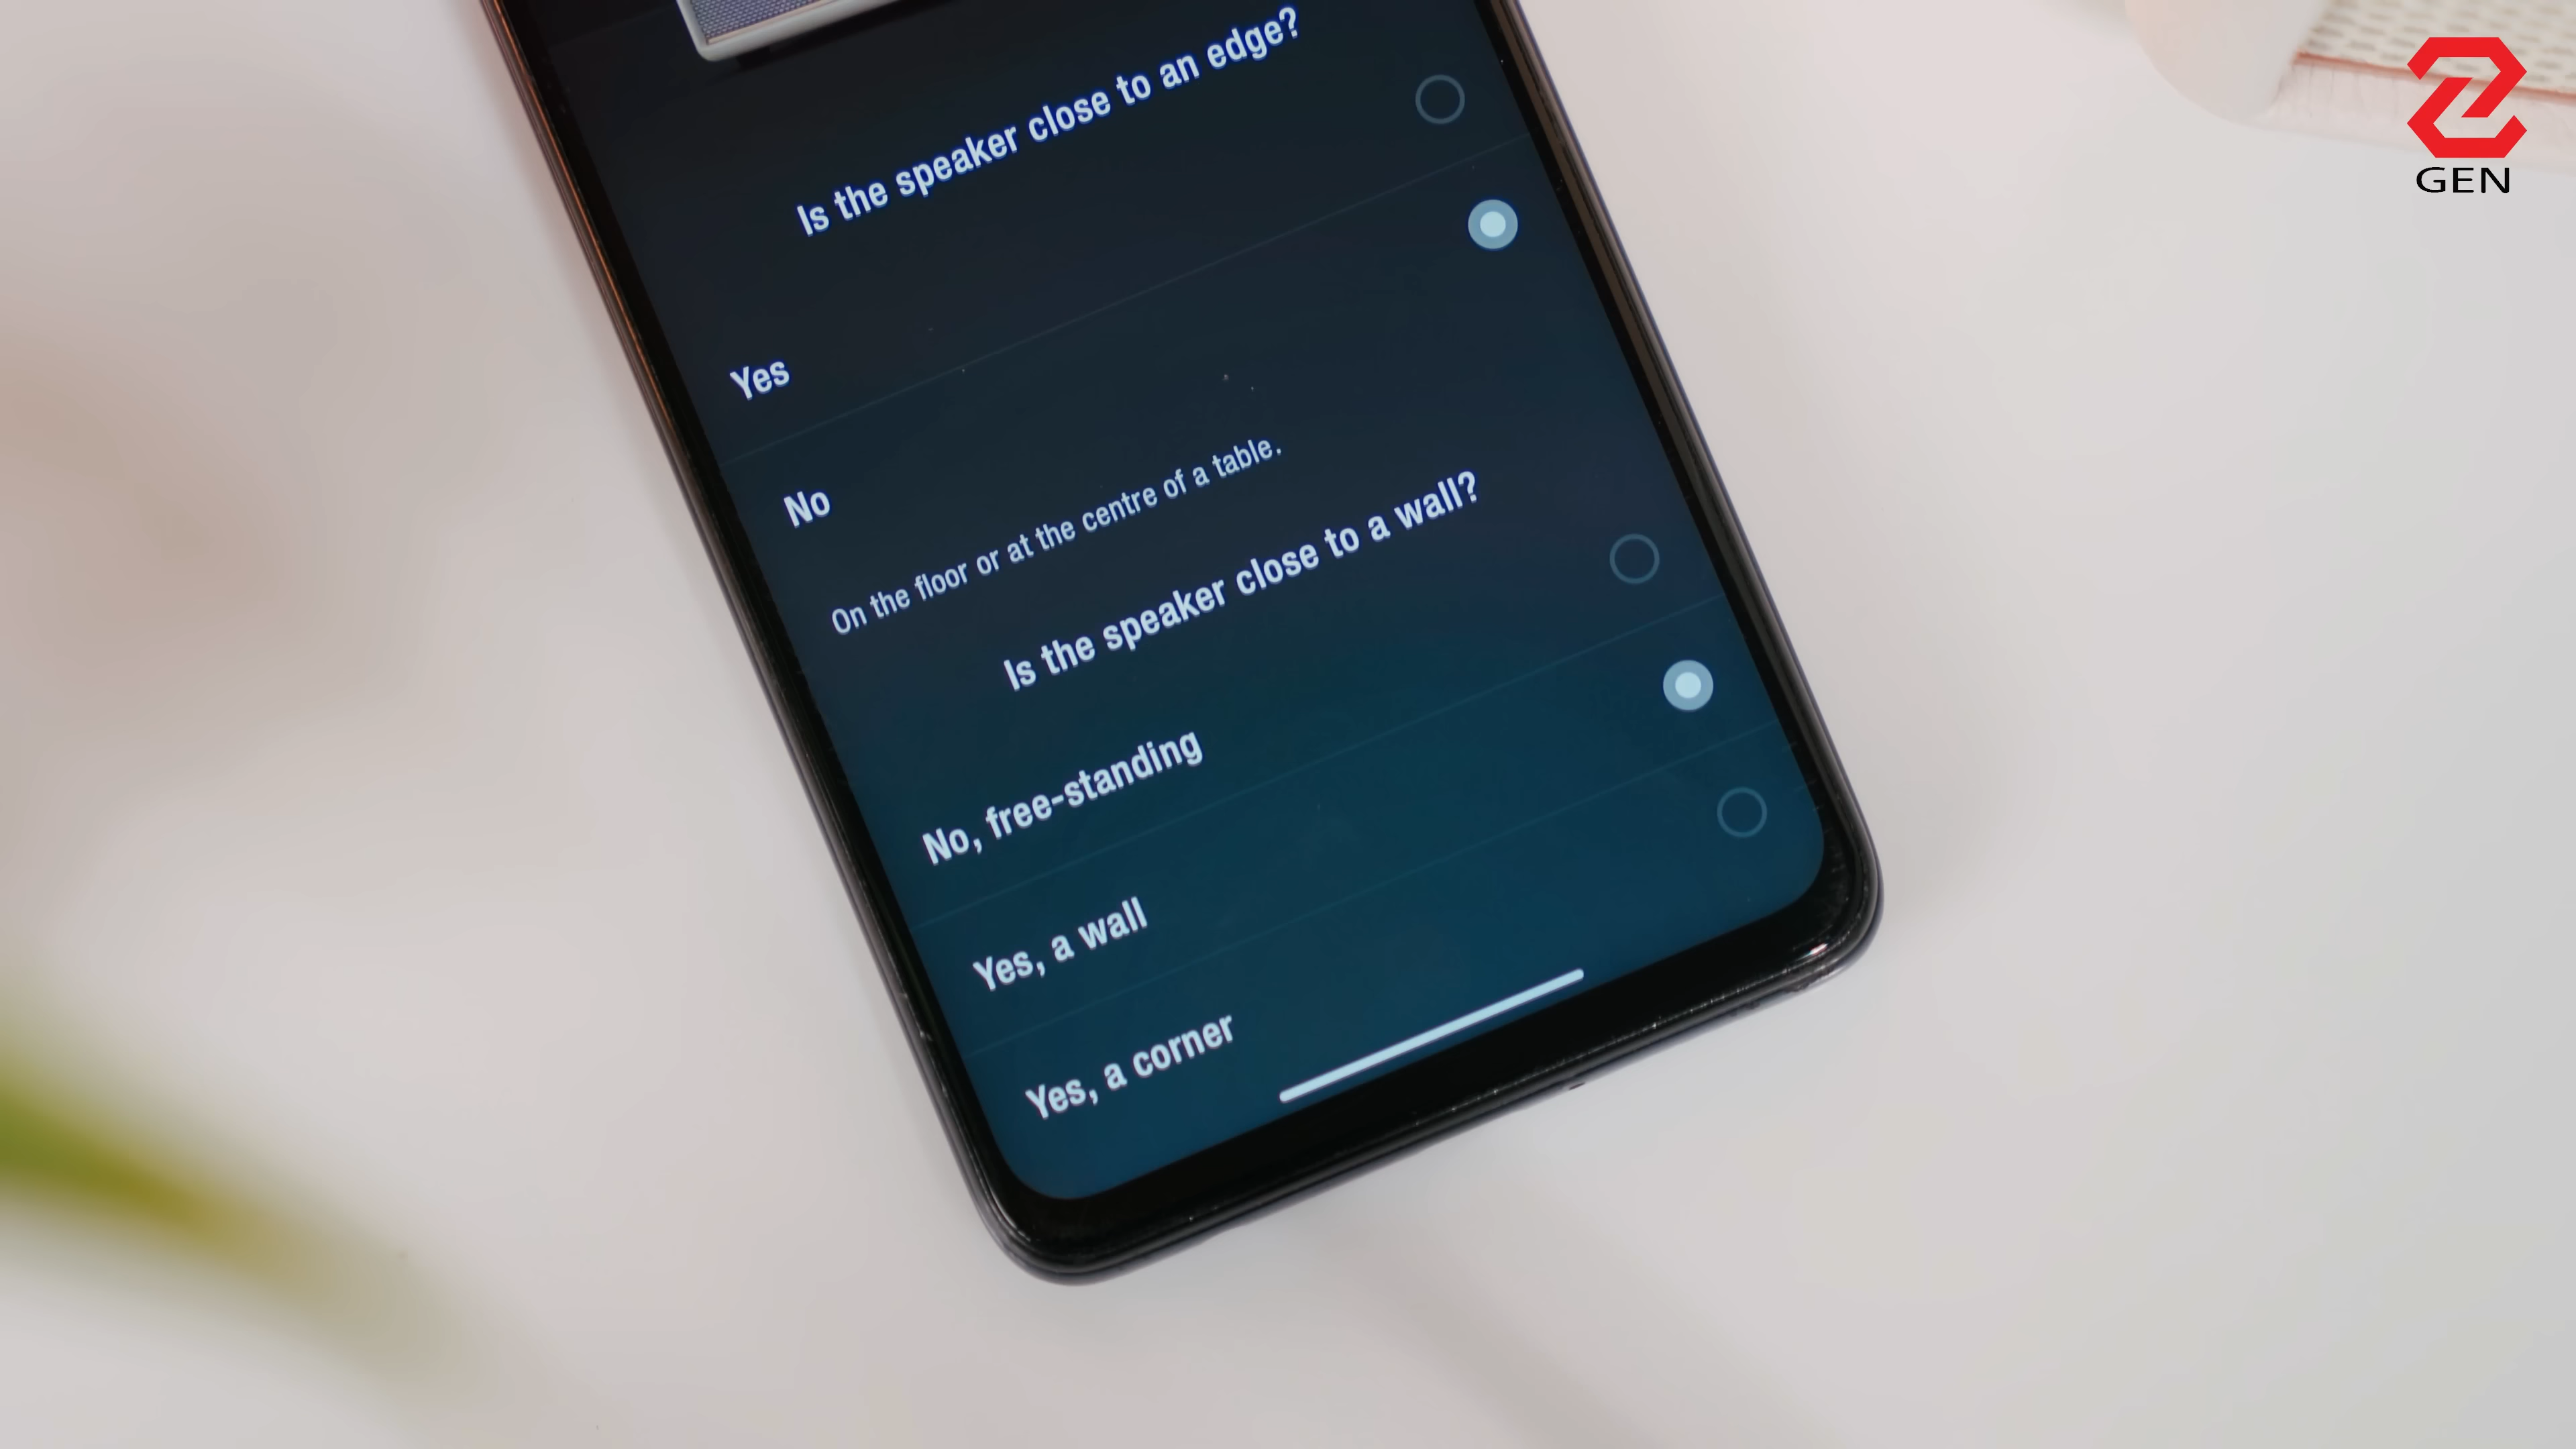 Is the speaker close to an edge?
Yes
No
On the floor or at the centre of a table.
Is the speaker close to a wall?
No, free-standing
Yes, a wall
Yes, a corner
GEN